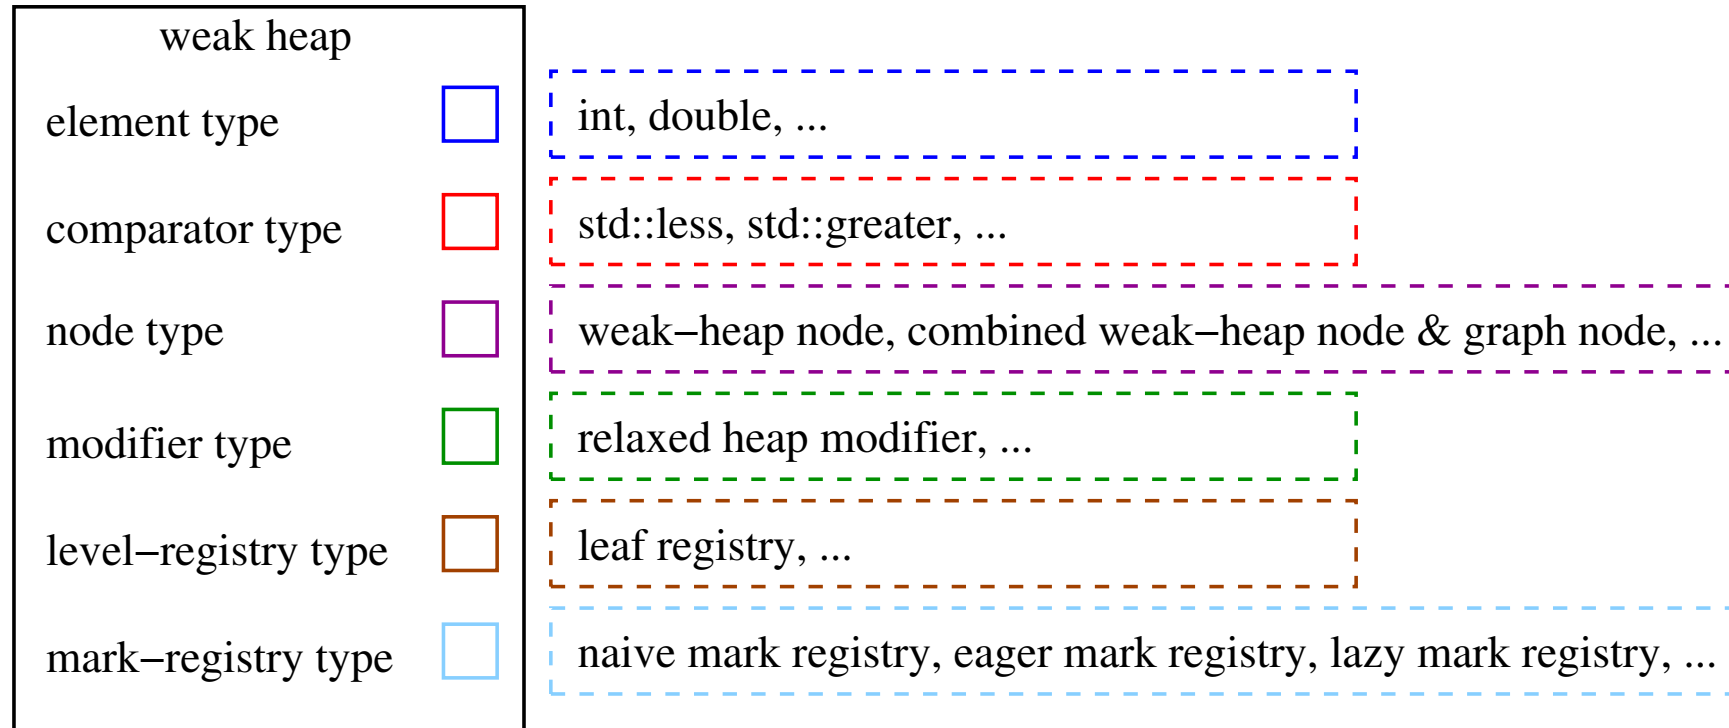 weak heap
element type
int, double, ...
comparator type
std::less, std::greater, ...
node type
weak−heap node, combined weak−heap node & graph node, ...
modifier type
relaxed heap modifier, ...
level−registry type
leaf registry, ...
mark−registry type
naive mark registry, eager mark registry, lazy mark registry, ...